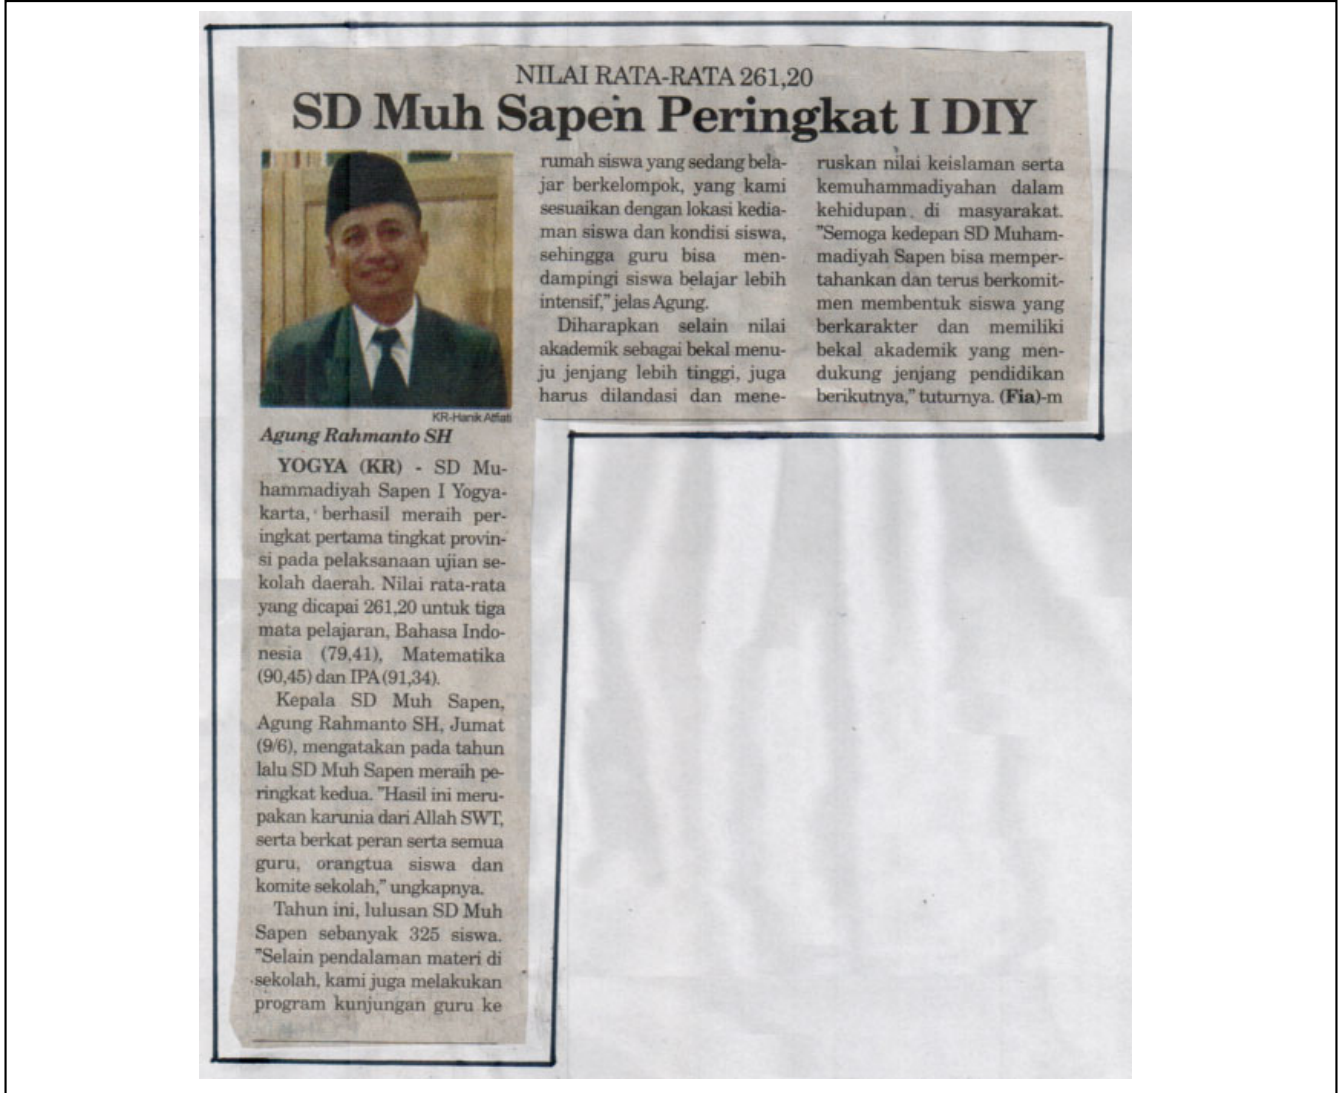 NILAI RATA-RATA 261,20
SD Muh Sapen Peringkat I DIY
KR-Hanik Atfiati
Agung Rahmanto SH
YOGYA (KR) - SD Mu-
hammadiyah Sapen I Yogya-
karta, berhasil meraih per-
ingkat pertama tingkat provin-
si pada pelaksanaan ujian se-
kolah daerah. Nilai rata-rata
yang dicapai 261,20 untuk tiga
mata pelajaran, Bahasa Indo-
nesia (79,41), Matematika
(90,45) dan IPA (91,34).
Kepala SD Muh Sapen,
Agung Rahmanto SH, Jumat
(9/6), mengatakan pada tahun
lalu SD Muh Sapen meraih pe-
ringkat kedua. "Hasil ini meru-
pakan karunia dari Allah SWT,
serta berkat peran serta semua
guru, orangtua siswa dan
komite sekolah," ungkapnya.
Tahun ini, lulusan SD Muh
Sapen sebanyak 325 siswa.
"Selain pendalaman materi di
sekolah, kami juga melakukan
program kunjungan guru ke
rumah siswa yang sedang bela-
jar berkelompok, yang kami
sesuaikan dengan lokasi kedia-
man siswa dan kondisi siswa,
sehingga guru bisa men-
dampingi siswa belajar lebih
intensif," jelas Agung.
Diharapkan selain nilai
akademik sebagai bekal menu-
ju jenjang lebih tinggi, juga
harus dilandasi dan mene-
ruskan nilai keislaman serta
kemuhammadiyahan dalam
kehidupan di masyarakat.
"Semoga kedepan SD Muham-
madiyah Sapen bisa memper-
tahankan dan terus berkomit-
men membentuk siswa yang
berkarakter dan memiliki
bekal akademik yang men-
dukung jenjang pendidikan
berikutnya," tuturnya. (Fia)-m